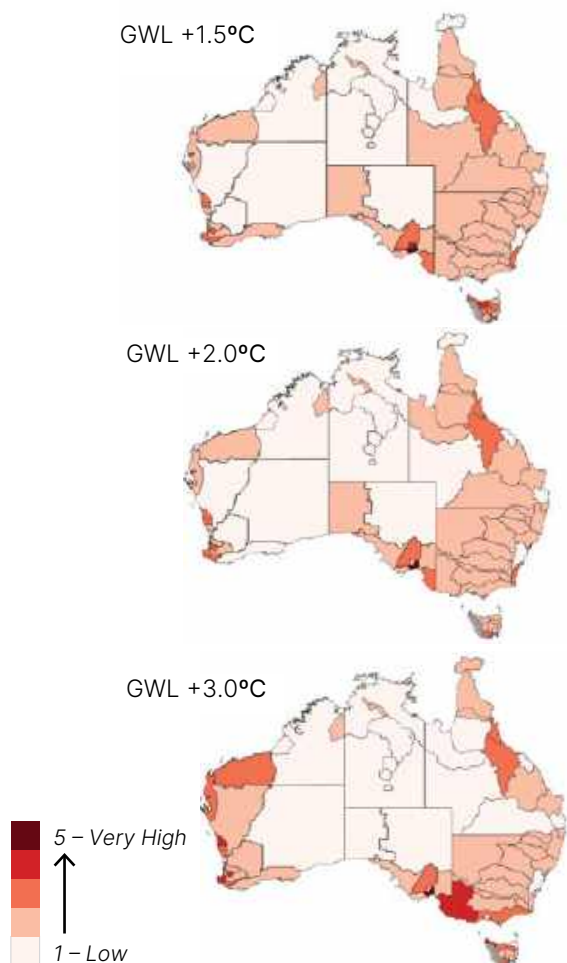 GWL +1.5ºC
GWL +2.0ºC
GWL +3.0ºC
5 – Very High
1 – Low